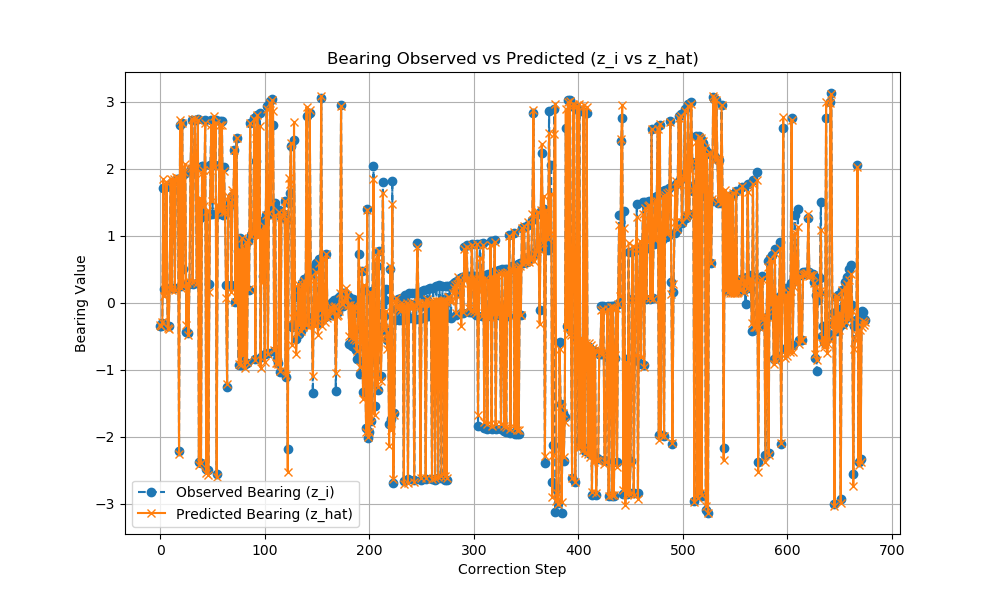 Bearing Observed vs Predicted (z_i vs z_hat)
Bearing Value
3
2
1
0
−1
−2
−3
Observed Bearing (z_i)
Predicted Bearing (z_hat)
0 100 200 300 400 500 600 700
Correction Step